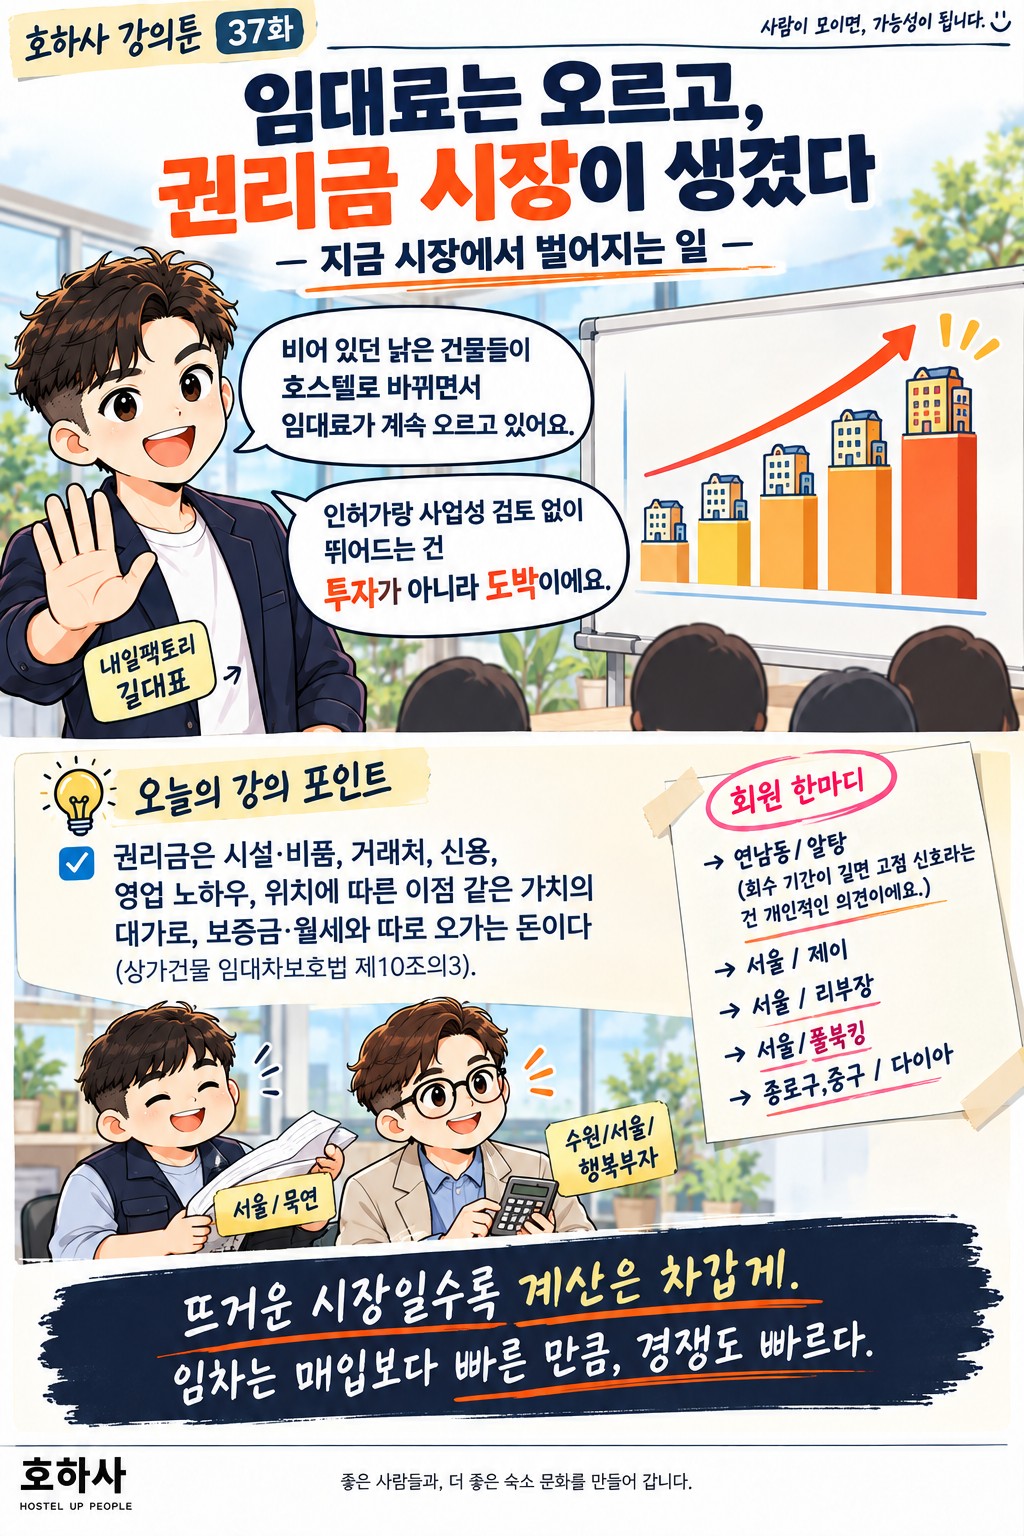 호하사 강의툰 37화
사람이 모이면, 가능성이 됩니다.
임대료는 오르고,
권리금 시장이 생겼다
- 지금 시장에서 벌어지는 일 -
비어 있던 낡은 건물들이
호스텔로 바뀌면서
임대료가 계속 오르고 있어요.
인허가랑 사업성 검토 없이
뛰어드는 건
투자가 아니라 도박이에요.
내일팩토리
길대표
오늘의 강의 포인트
권리금은 시설·비품, 거래처, 신용,
영업 노하우, 위치에 따른 이점 같은 가치의
대가로, 보증금·월세와 따로 오가는 돈이다
(상가건물 임대차보호법 제10조의3).
회원 한마디
→ 연남동 / 알탕
(회수 기간이 길면 고점 신호라는
건 개인적인 의견이에요.)
→ 서울 / 제이
→ 서울 / 리부장
→ 서울/풀북킹
→ 종로구,중구 / 다이아
서울/묵연
수원/서울/
행복부자
뜨거운 시장일수록 계산은 차갑게.
임차는 매입보다 빠른 만큼, 경쟁도 빠르다.
호하사
HOSTEL UP PEOPLE
좋은 사람들과, 더 좋은 숙소 문화를 만들어 갑니다.